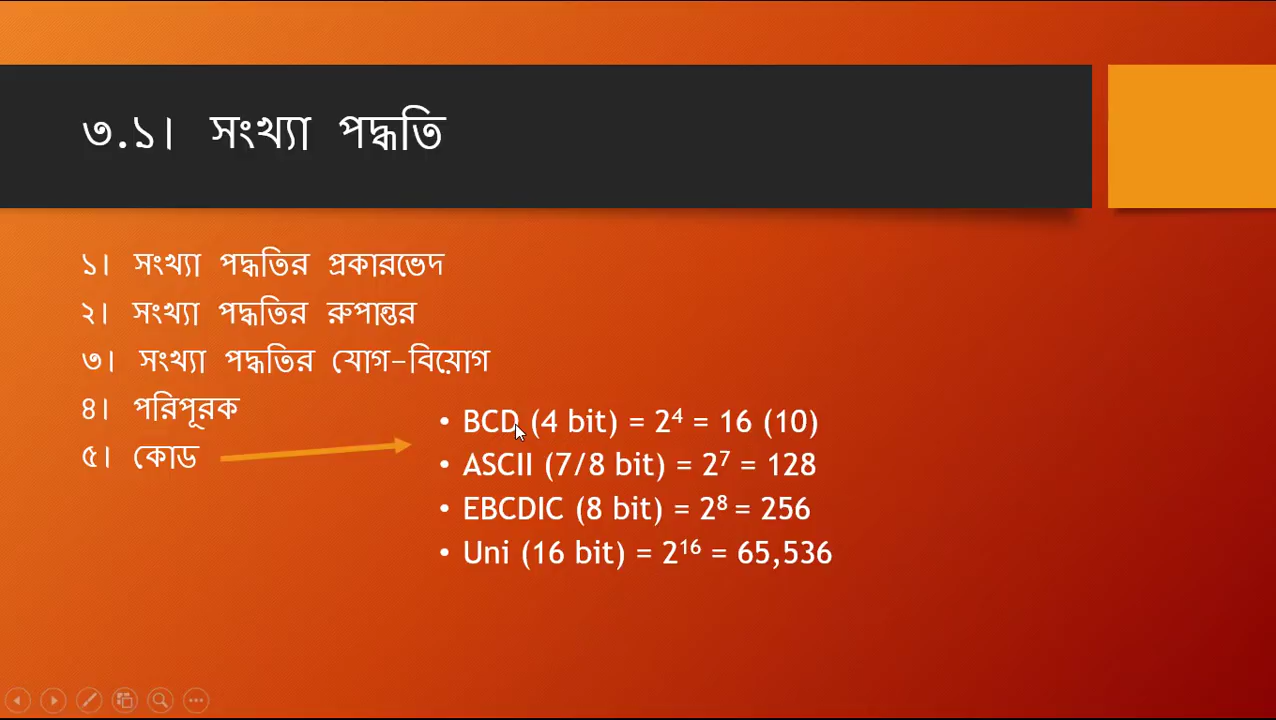 ৩.১। সংখ্যা পদ্ধতি
১। সংখ্যা পদ্ধতির প্রকারভেদ
২। সংখ্যা পদ্ধতির রুপান্তর
৩। সংখ্যা পদ্ধতির যোগ-বিয়োগ
৪। পরিপূরক
৫। কোড
• BCD (4 bit) = 2⁴ = 16 (10)
• ASCII (7/8 bit) = 2⁷ = 128
• EBCDIC (8 bit) = 2⁸ = 256
• Uni (16 bit) = 2¹⁶ = 65,536